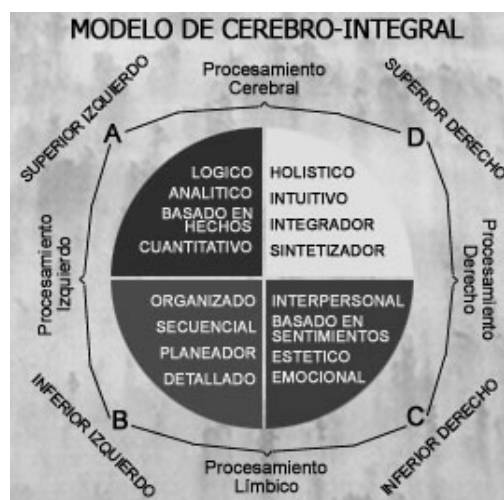 MODELO DE CEREBRO-INTEGRAL
Procesamiento
Cerebral
SUPERIOR IZQUIERDO
SUPERIOR DERECHO
A
D
LOGICO
ANALITICO
BASADO EN
HECHOS
CUANTITATIVO
HOLISTICO
INTUITIVO
INTEGRADOR
SINTETIZADOR
Procesamiento
Izquierdo
Procesamiento
Derecho
ORGANIZADO
SECUENCIAL
PLANEADOR
DETALLADO
INTERPERSONAL
BASADO EN
SENTIMIENTOS
ESTETICO
EMOCIONAL
B
C
INFERIOR IZQUIERDO
INFERIOR DERECHO
Procesamiento
Límbico